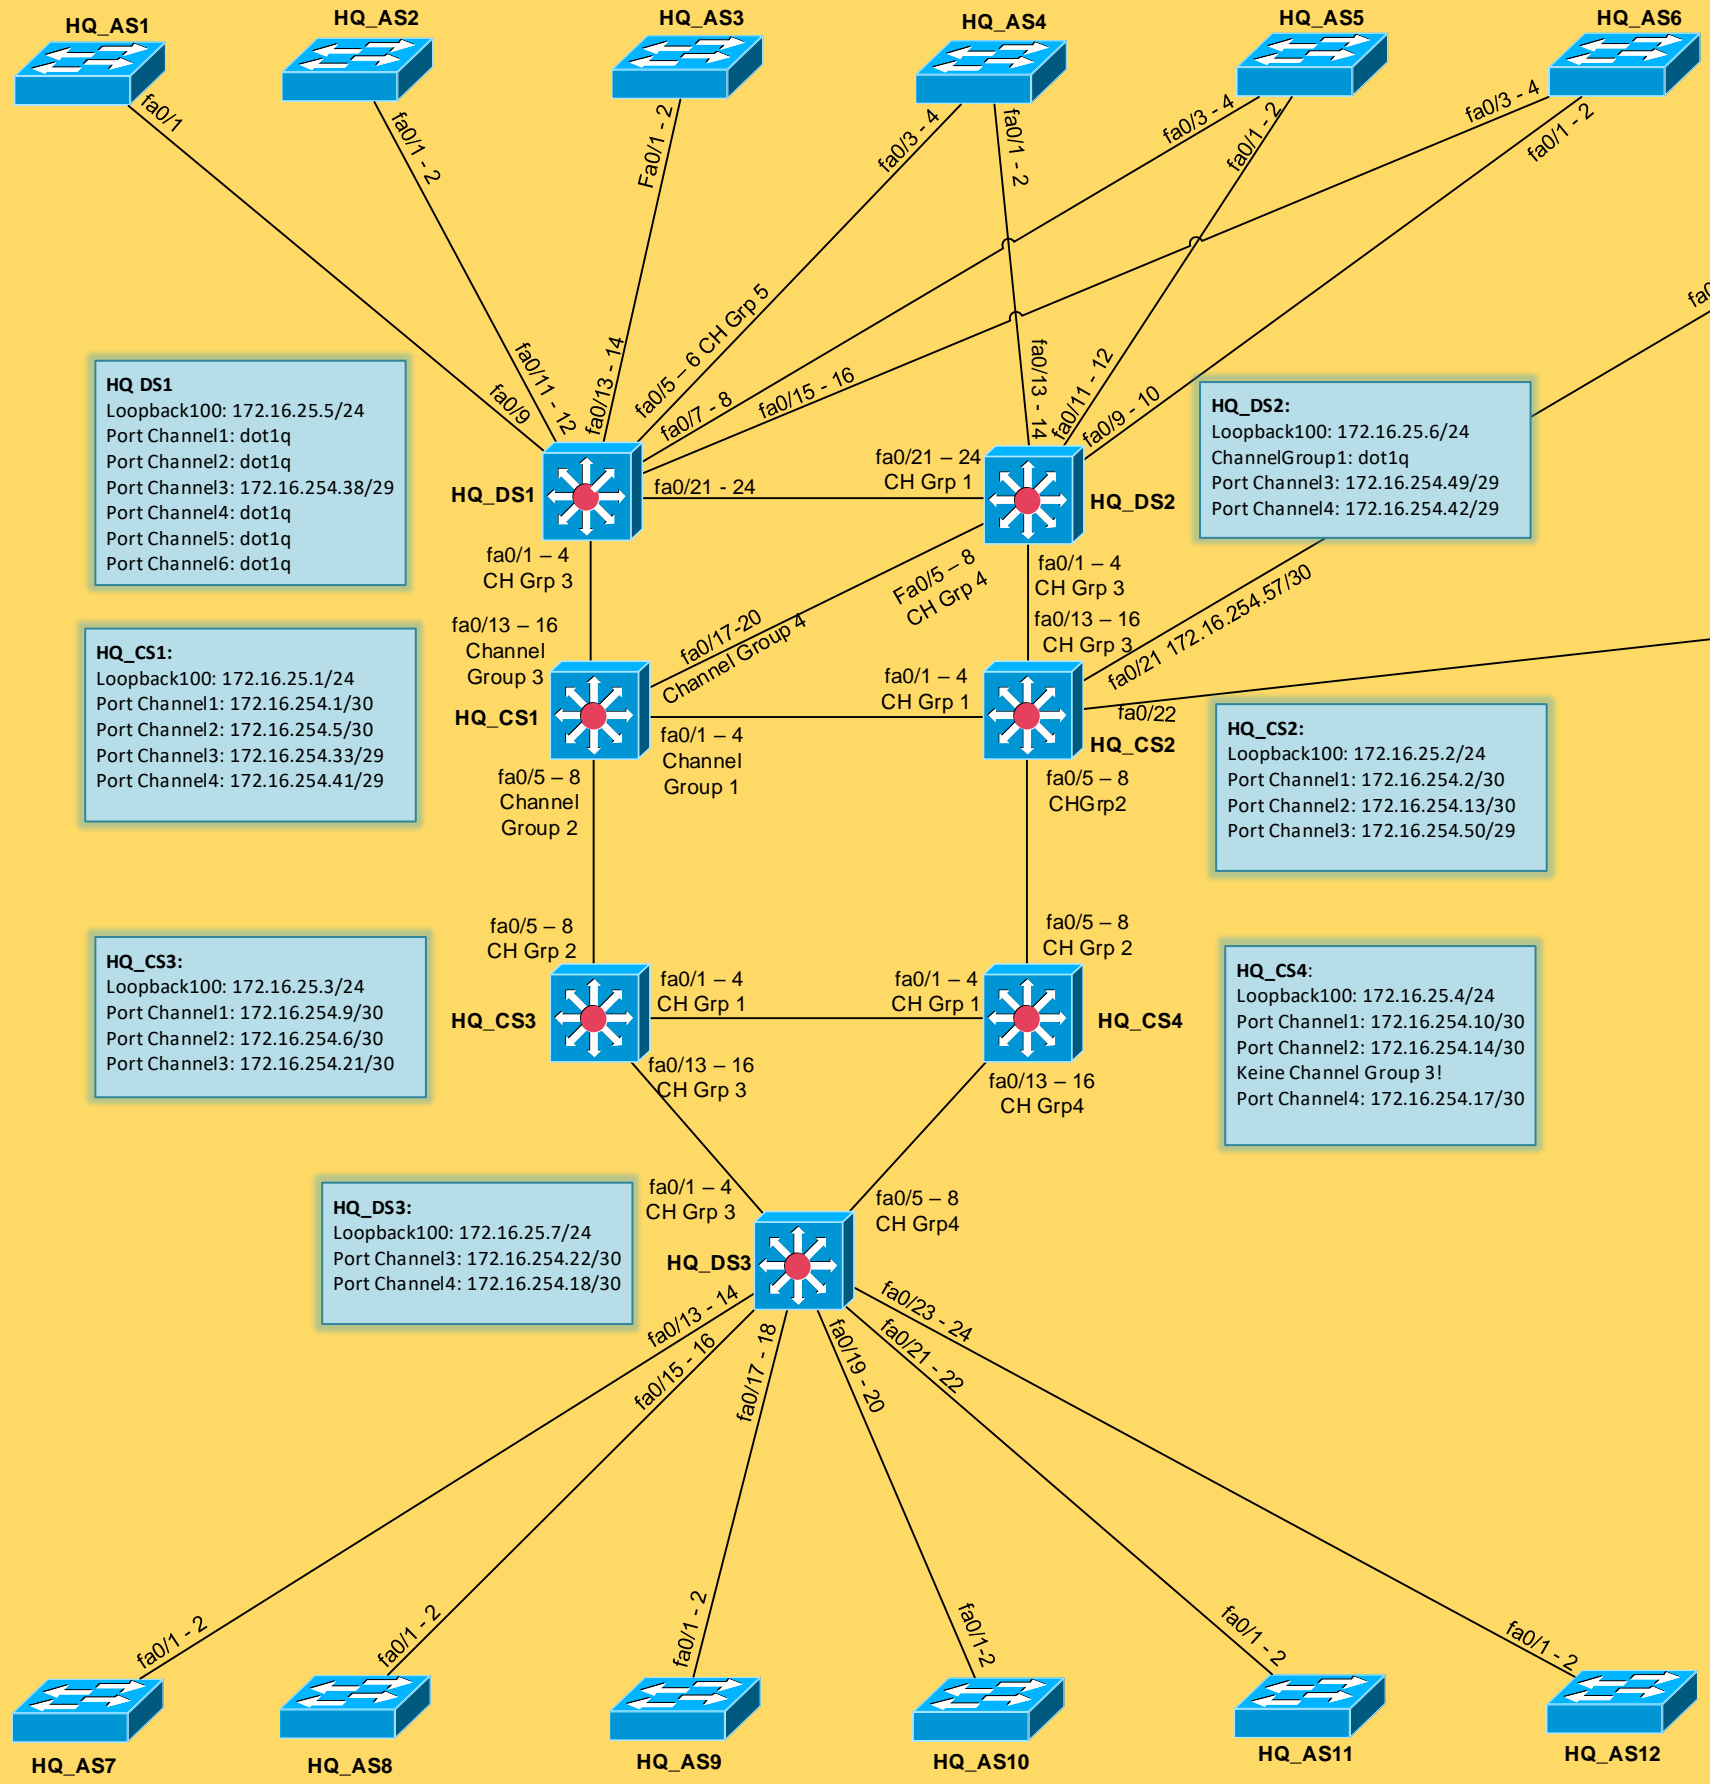 HQ_AS1
HQ_AS2
HQ_AS3
HQ_AS4
HQ_AS5
HQ_AS6
fa0/1
fa0/1 - 2
Fa0/1 - 2
fa0/3 - 4
fa0/1 - 2
fa0/3 - 4
fa0/1 - 2
fa0/3 - 4
fa0/1 - 2
fa0/9
fa0/11 - 12
fa0/13 - 14
fa0/5 – 6 CH Grp 5
fa0/7 - 8
fa0/15 - 16
fa0/13 - 14
fa0/11 - 12
fa0/9 - 10
HQ DS1
Loopback100: 172.16.25.5/24
Port Channel1: dot1q
Port Channel2: dot1q
Port Channel3: 172.16.254.38/29
Port Channel4: dot1q
Port Channel5: dot1q
Port Channel6: dot1q
HQ_DS2:
Loopback100: 172.16.25.6/24
ChannelGroup1: dot1q
Port Channel3: 172.16.254.49/29
Port Channel4: 172.16.254.42/29
HQ_DS1
fa0/21 - 24
fa0/21 – 24
CH Grp 1
HQ_DS2
fa0/1 – 4
CH Grp 3
Fa0/5 – 8
CH Grp 4
fa0/1 – 4
CH Grp 3
fa0/13 – 16
Channel
Group 3
fa0/17-20
Channel Group 4
fa0/13 – 16
CH Grp 3
fa0/21 172.16.254.57/30
HQ_CS1:
Loopback100: 172.16.25.1/24
Port Channel1: 172.16.254.1/30
Port Channel2: 172.16.254.5/30
Port Channel3: 172.16.254.33/29
Port Channel4: 172.16.254.41/29
HQ_CS1
fa0/1 – 4
Channel
Group 1
fa0/1 – 4
CH Grp 1
fa0/22
HQ_CS2
HQ_CS2:
Loopback100: 172.16.25.2/24
Port Channel1: 172.16.254.2/30
Port Channel2: 172.16.254.13/30
Port Channel3: 172.16.254.50/29
fa0/5 – 8
Channel
Group 2
fa0/5 – 8
CHGrp2
fa0/5 – 8
CH Grp 2
fa0/5 – 8
CH Grp 2
HQ_CS3:
Loopback100: 172.16.25.3/24
Port Channel1: 172.16.254.9/30
Port Channel2: 172.16.254.6/30
Port Channel3: 172.16.254.21/30
HQ_CS3
fa0/1 – 4
CH Grp 1
fa0/1 – 4
CH Grp 1
HQ_CS4
HQ_CS4:
Loopback100: 172.16.25.4/24
Port Channel1: 172.16.254.10/30
Port Channel2: 172.16.254.14/30
Keine Channel Group 3!
Port Channel4: 172.16.254.17/30
fa0/13 – 16
CH Grp 3
fa0/13 – 16
CH Grp4
HQ_DS3:
Loopback100: 172.16.25.7/24
Port Channel3: 172.16.254.22/30
Port Channel4: 172.16.254.18/30
fa0/1 – 4
CH Grp 3
fa0/5 – 8
CH Grp4
HQ_DS3
fa0/13 - 14
fa0/15 - 16
fa0/17 - 18
fa0/19 - 20
fa0/21 - 22
fa0/23 - 24
fa0/1 - 2
fa0/1 - 2
fa0/1 - 2
fa0/1-2
fa0/1 - 2
fa0/1 - 2
HQ_AS7
HQ_AS8
HQ_AS9
HQ_AS10
HQ_AS11
HQ_AS12